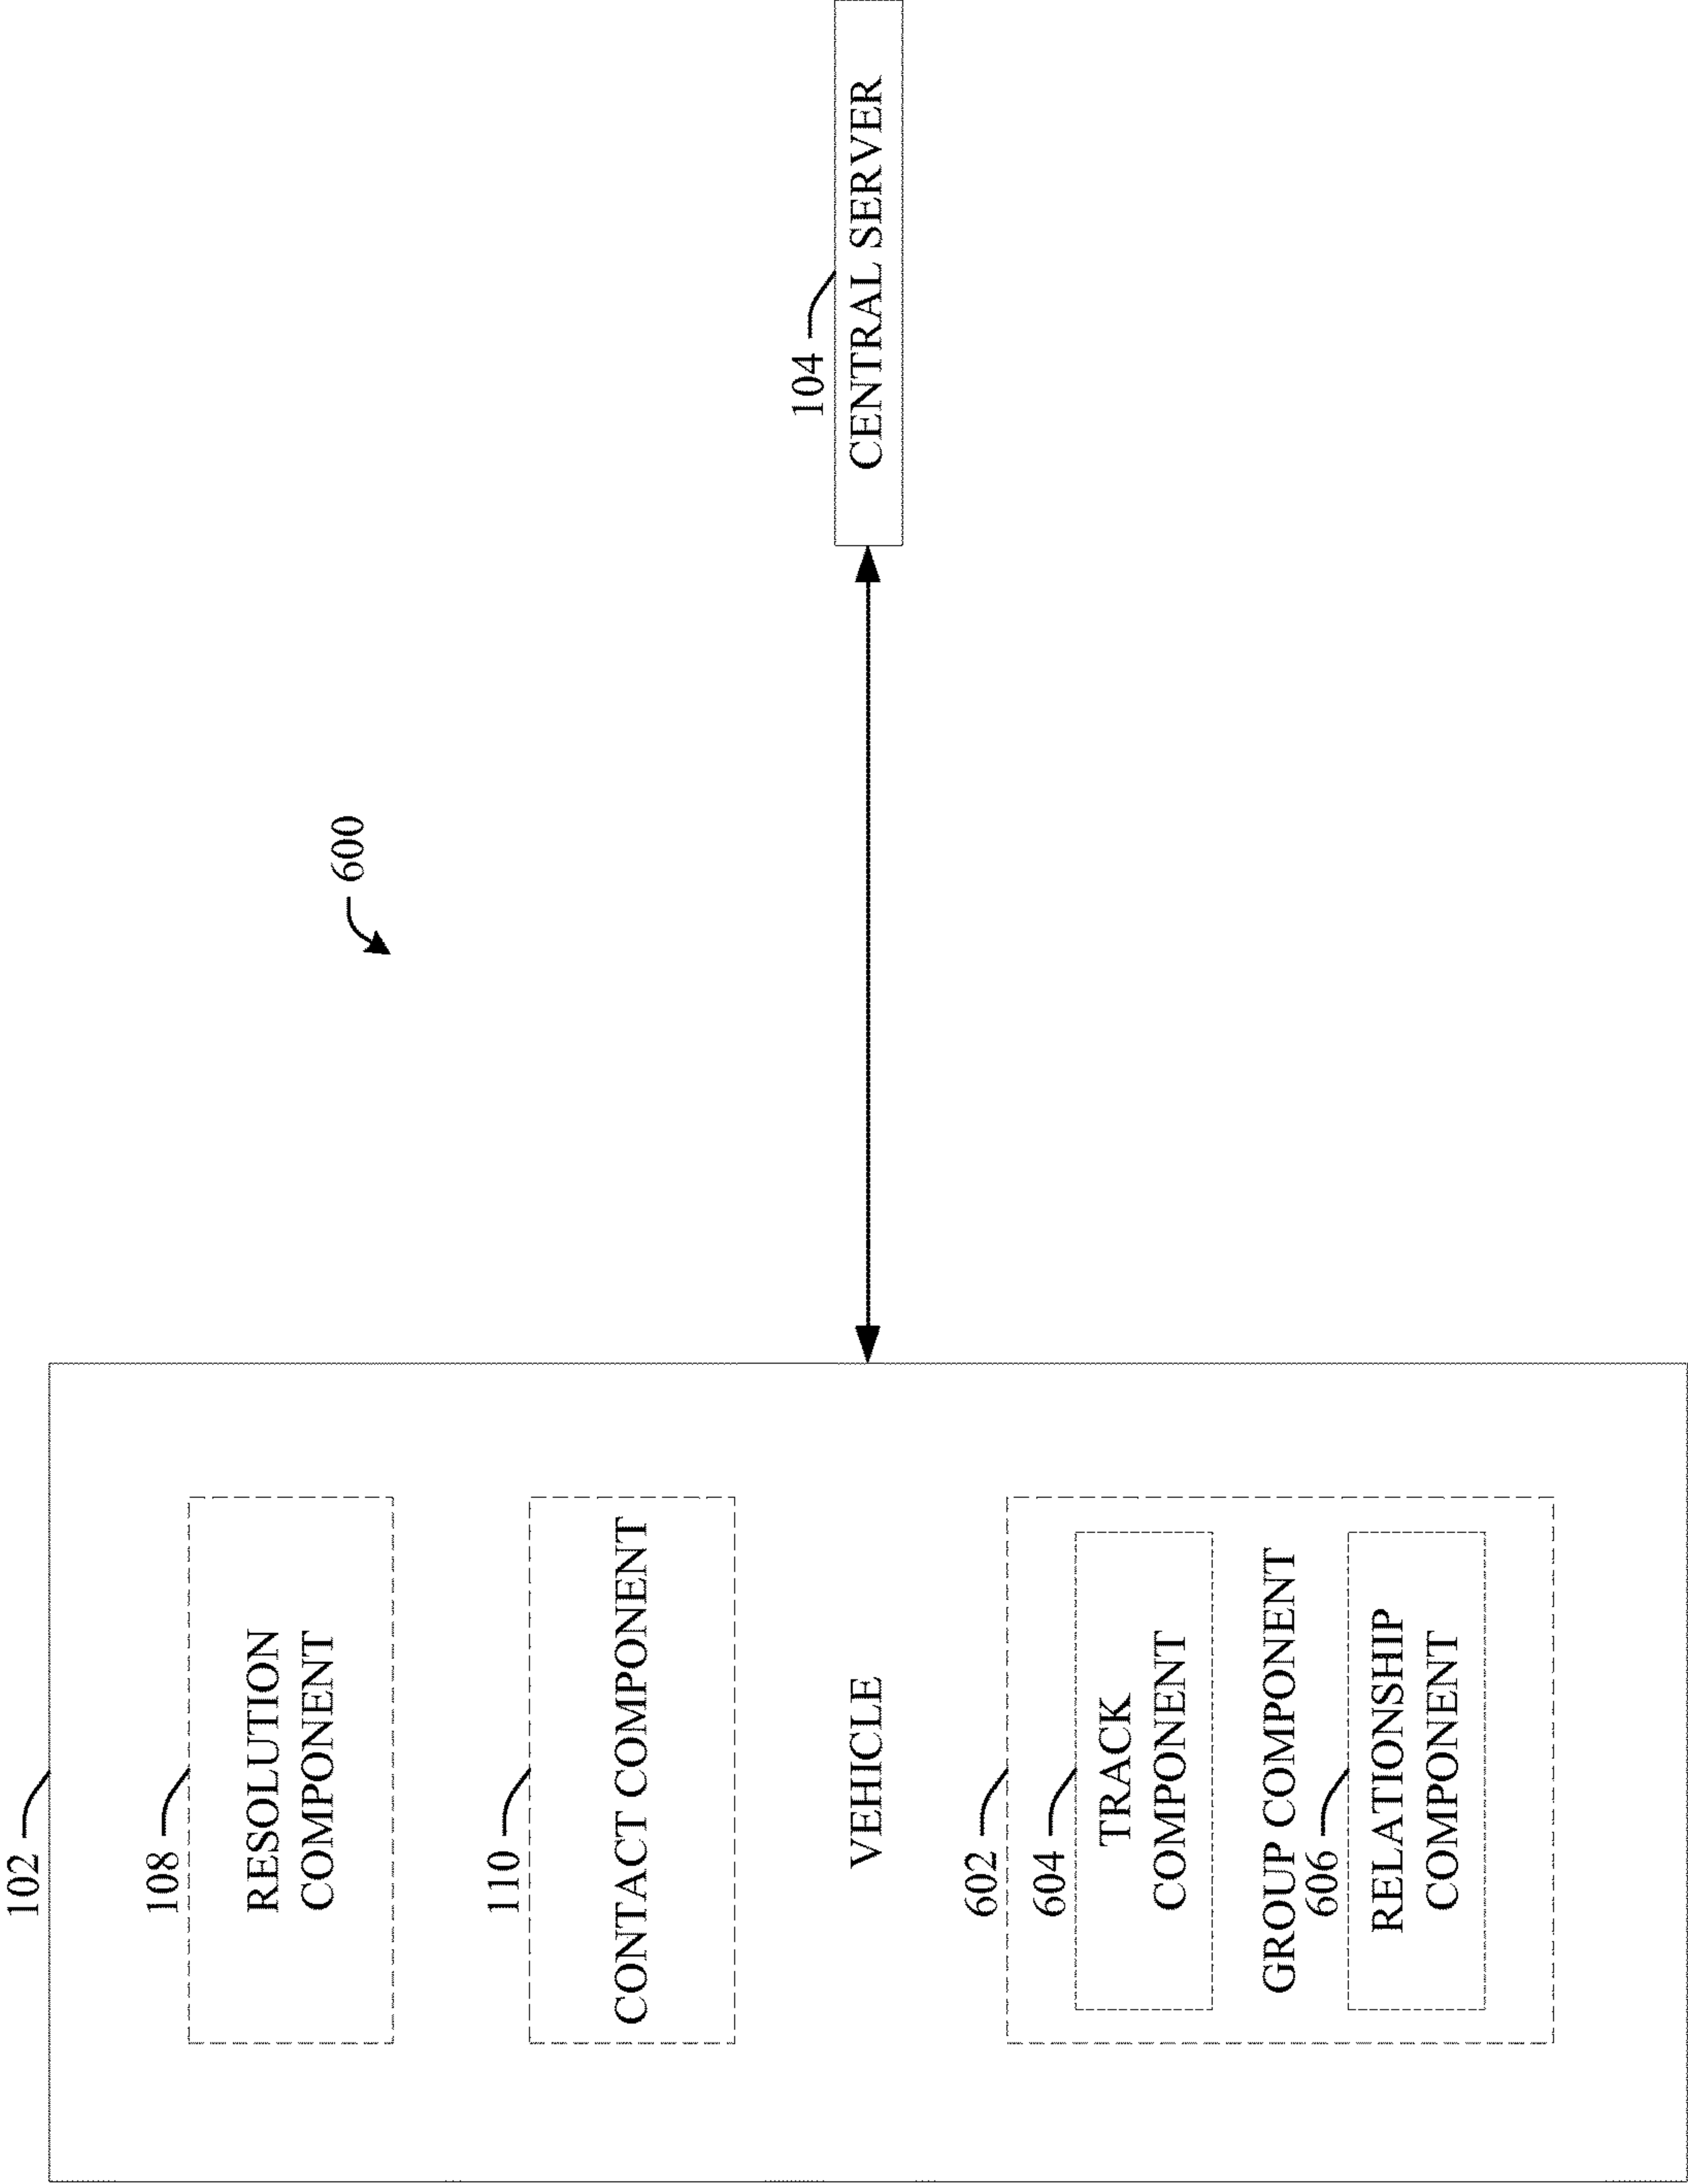 600
102
108
RESOLUTION
COMPONENT
110
CONTACT COMPONENT
VEHICLE
104
CENTRAL SERVER
602
604
TRACK
COMPONENT
GROUP COMPONENT
606
RELATIONSHIP
COMPONENT